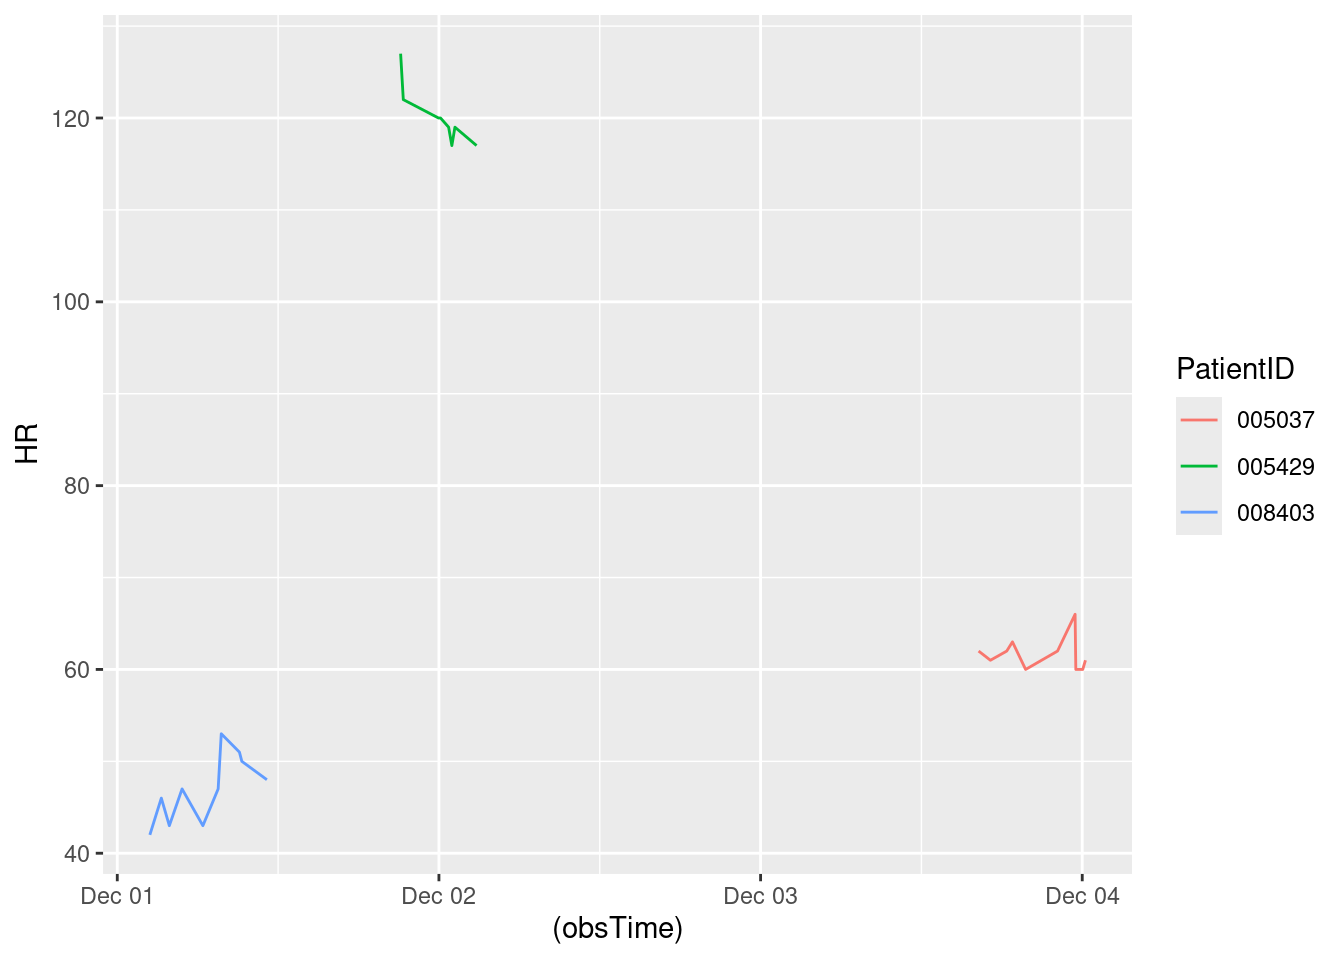 120
100
80
60
40
HR
Dec 01
Dec 02
Dec 03
Dec 04
(obsTime)
PatientID
005037
005429
008403